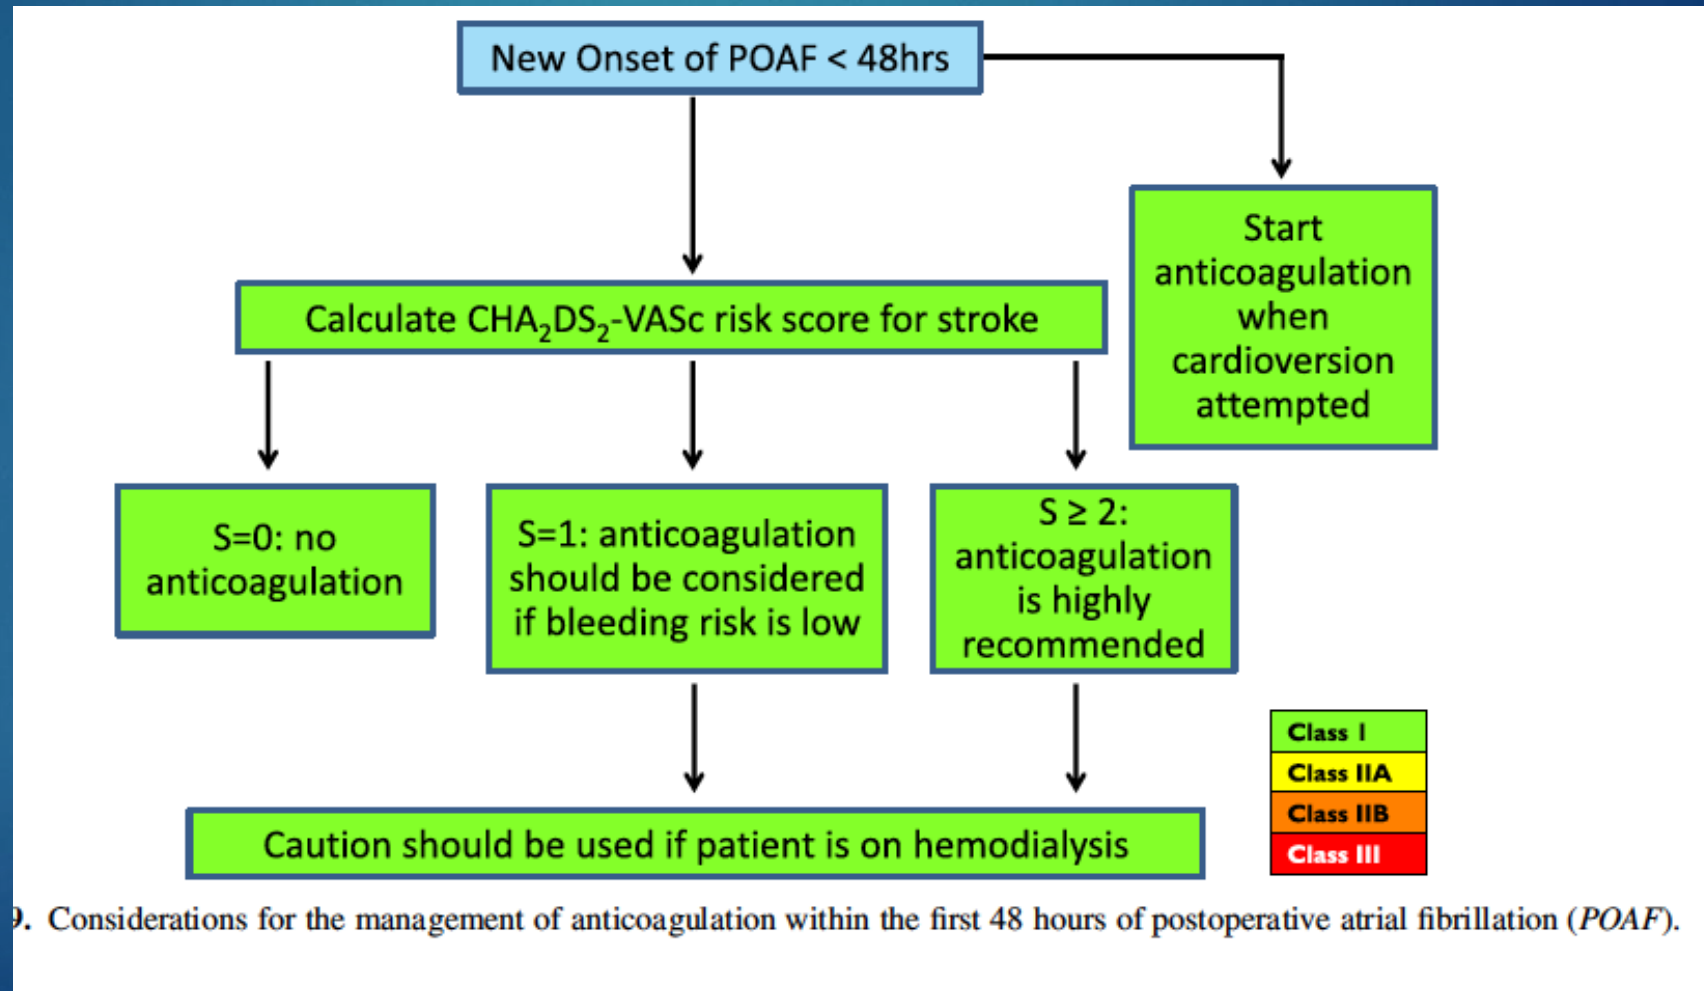 New Onset of POAF < 48hrs
Start
anticoagulation
when
cardioversion
attempted
Calculate CHA₂DS₂-VASc risk score for stroke
S=0: no
anticoagulation
S=1: anticoagulation
should be considered
if bleeding risk is low
S ≥ 2:
anticoagulation
is highly
recommended
Caution should be used if patient is on hemodialysis
Class I
Class IIA
Class IIB
Class III
9. Considerations for the management of anticoagulation within the first 48 hours of postoperative atrial fibrillation (POAF).